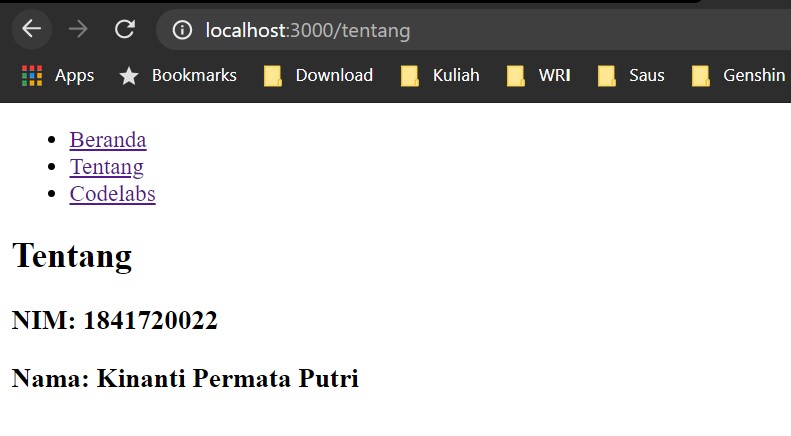 localhost:3000/tentang
Apps Bookmarks Download Kuliah WRI Saus Genshin
Beranda
Tentang
Codelabs
Tentang
NIM: 1841720022
Nama: Kinanti Permata Putri